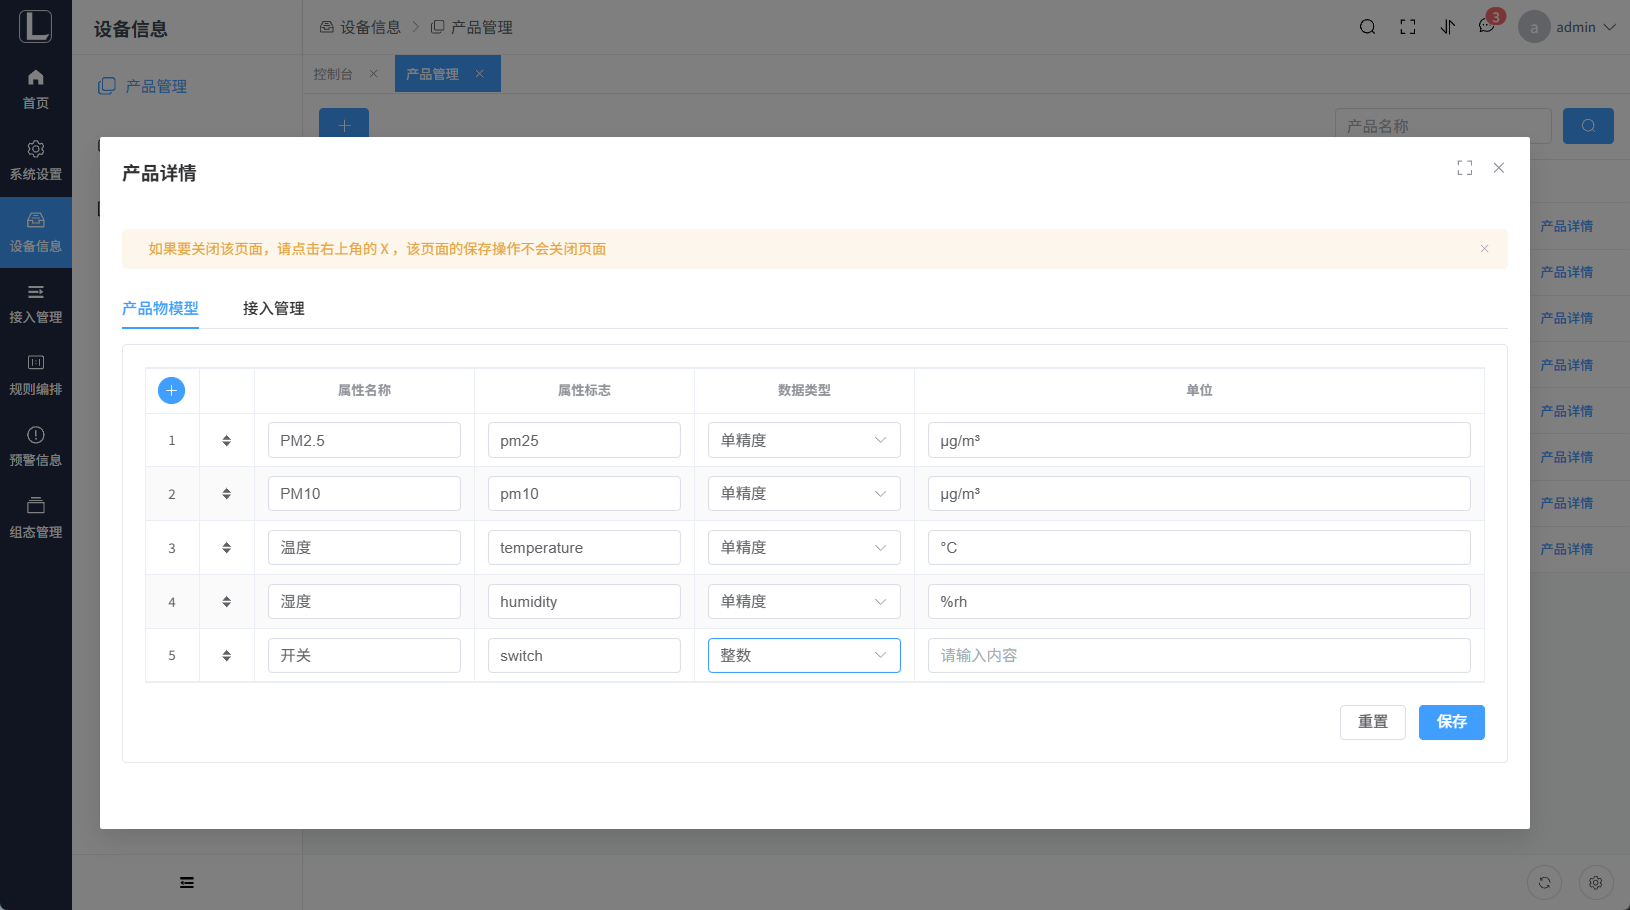 L
首页
系统设置
设备信息
接入管理
规则编排
预警信息
组态管理
设备信息
产品管理
设备信息
产品管理
3
a
admin
控制台
产品管理
产品名称
产品详情
产品详情
产品详情
产品详情
产品详情
产品详情
产品详情
产品详情
产品详情
如果要关闭该页面，请点击右上角的 X ，该页面的保存操作不会关闭页面
产品物模型 接入管理
属性名称 属性标志 数据类型 单位
1 PM2.5 pm25 单精度 μg/m³
2 PM10 pm10 单精度 μg/m³
3 温度 temperature 单精度 °C
4 湿度 humidity 单精度 %rh
5 开关 switch 整数 请输入内容
重置 保存